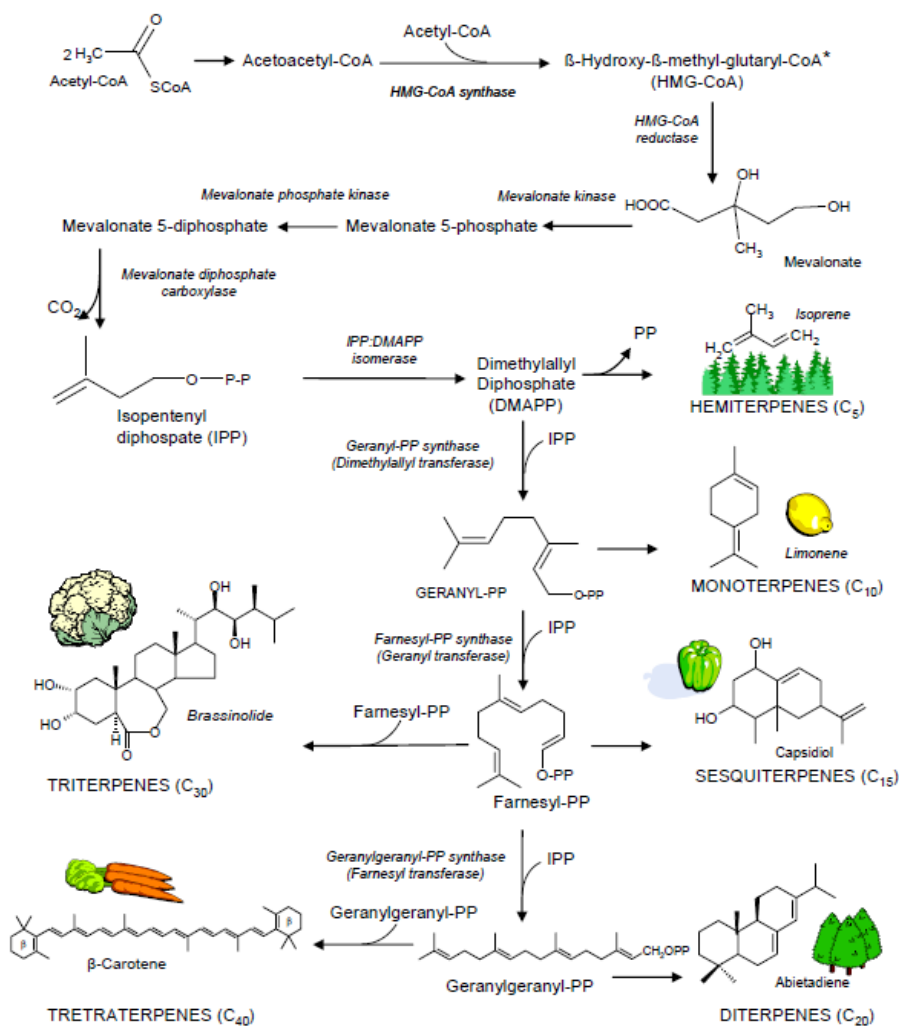 O
2 H₃C
SCoA
Acetyl-CoA
Acetoacetyl-CoA
Acetyl-CoA
HMG-CoA synthase
ß-Hydroxy-ß-methyl-glutaryl-CoA*
(HMG-CoA)
HMG-CoA
reductase
OH
HOOC
OH
CH₃
Mevalonate
Mevalonate kinase
Mevalonate 5-phosphate
Mevalonate phosphate kinase
Mevalonate 5-diphosphate
Mevalonate diphosphate
carboxylase
CO₂
O P-P
Isopentenyl
diphospate (IPP)
IPP:DMAPP
isomerase
Dimethylallyl
Diphosphate
(DMAPP)
PP
CH₃
Isoprene
H₂C
CH₂
HEMITERPENES (C₅)
Geranyl-PP synthase
(Dimethylallyl transferase)
IPP
GERANYL-PP
O-PP
Limonene
MONOTERPENES (C₁₀)
Farnesyl-PP synthase
(Geranyl transferase)
IPP
OH
OH
HO
HO
H
O
O
Brassinolide
TRITERPENES (C₃₀)
Farnesyl-PP
O-PP
Farnesyl-PP
OH
HO
Capsidiol
SESQUITERPENES (C₁₅)
Geranylgeranyl-PP synthase
(Farnesyl transferase)
IPP
β
β
β-Carotene
TRETRATERPENES (C₄₀)
Geranylgeranyl-PP
CH₂OPP
Geranylgeranyl-PP
Abietadiene
DITERPENES (C₂₀)